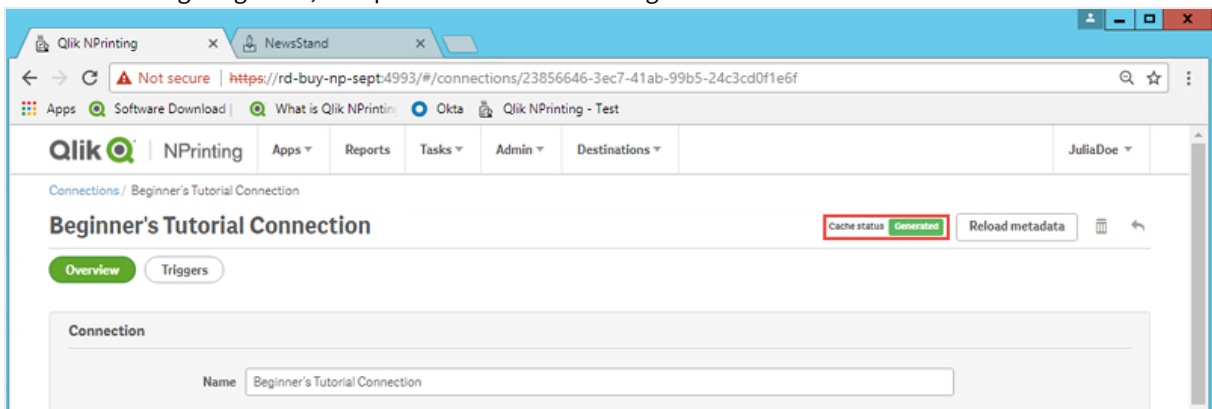 Qlik NPrinting NewsStand
Not secure | https://rd-buy-np-sept:4993/#/connections/23856646-3ec7-41ab-99b5-24c3cd0f1e6f
Apps Software Download | What is Qlik NPrinting Okta Qlik NPrinting - Test
Qlik NPrinting Apps Reports Tasks Admin Destinations JuliaDoe
Connections / Beginner's Tutorial Connection
Beginner's Tutorial Connection Cache status Generated Reload metadata
Overview Triggers
Connection
Name Beginner's Tutorial Connection